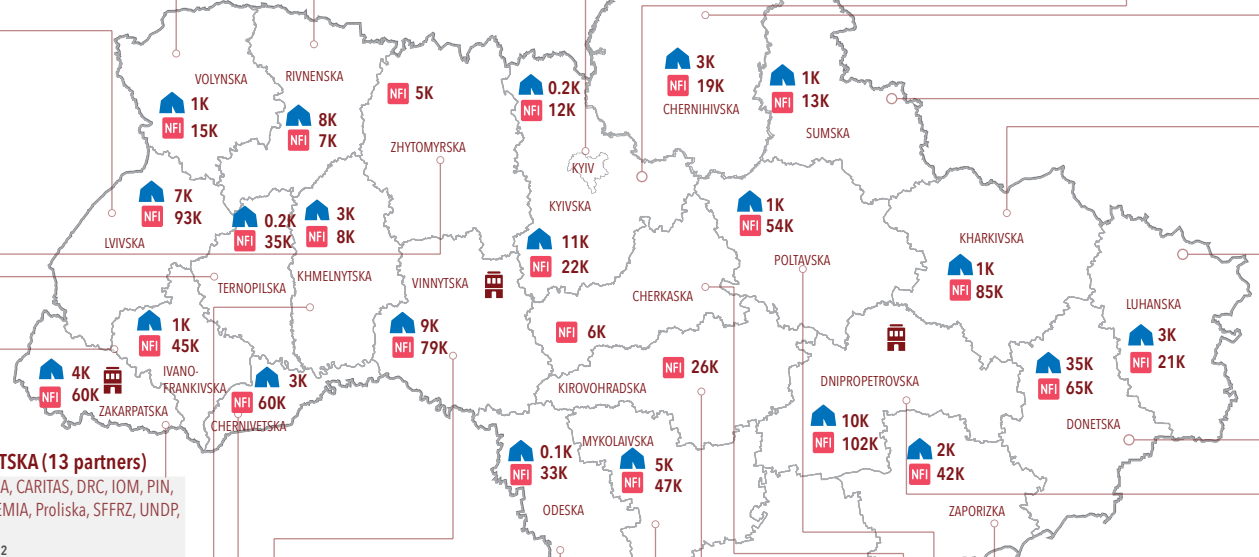 VOLYNSKA
1K
NFI 15K
RIVNENSKA
8K
NFI 7K
NFI 5K
ZHYTOMYRSKA
0.2K
NFI 12K
KYIV
KYIVSKA
11K
NFI 22K
3K
NFI 19K
CHERNIHIVSKA
1K
NFI 13K
SUMSKA
7K
NFI 93K
LVIVSKA
0.2K
NFI 35K
TERNOPILSKA
3K
NFI 8K
KHMELNYTSKA
VINNYTSKA
9K
NFI 79K
1K
NFI 54K
POLTAVSKA
KHARKIVSKA
1K
NFI 85K
LUHANSKA
3K
NFI 21K
CHERKASKA
NFI 6K
NFI 26K
KIROVOHRADSKA
1K
NFI 45K
IVANO-
FRANKIVSKA
4K
NFI 60K
ZAKARPATSKA
3K
NFI 60K
CHERNIVETSKA
DNIPROPETROVSKA
10K
NFI 102K
35K
NFI 65K
DONETSKA
2K
NFI 42K
ZAPORIZKA
MYKOLAIVSKA
5K
NFI 47K
0.1K
NFI 33K
ODESKA
TSKA (13 partners)
A, CARITAS, DRC, IOM, PIN,
EMIA, Proliska, SFFRZ, UNDP,
2